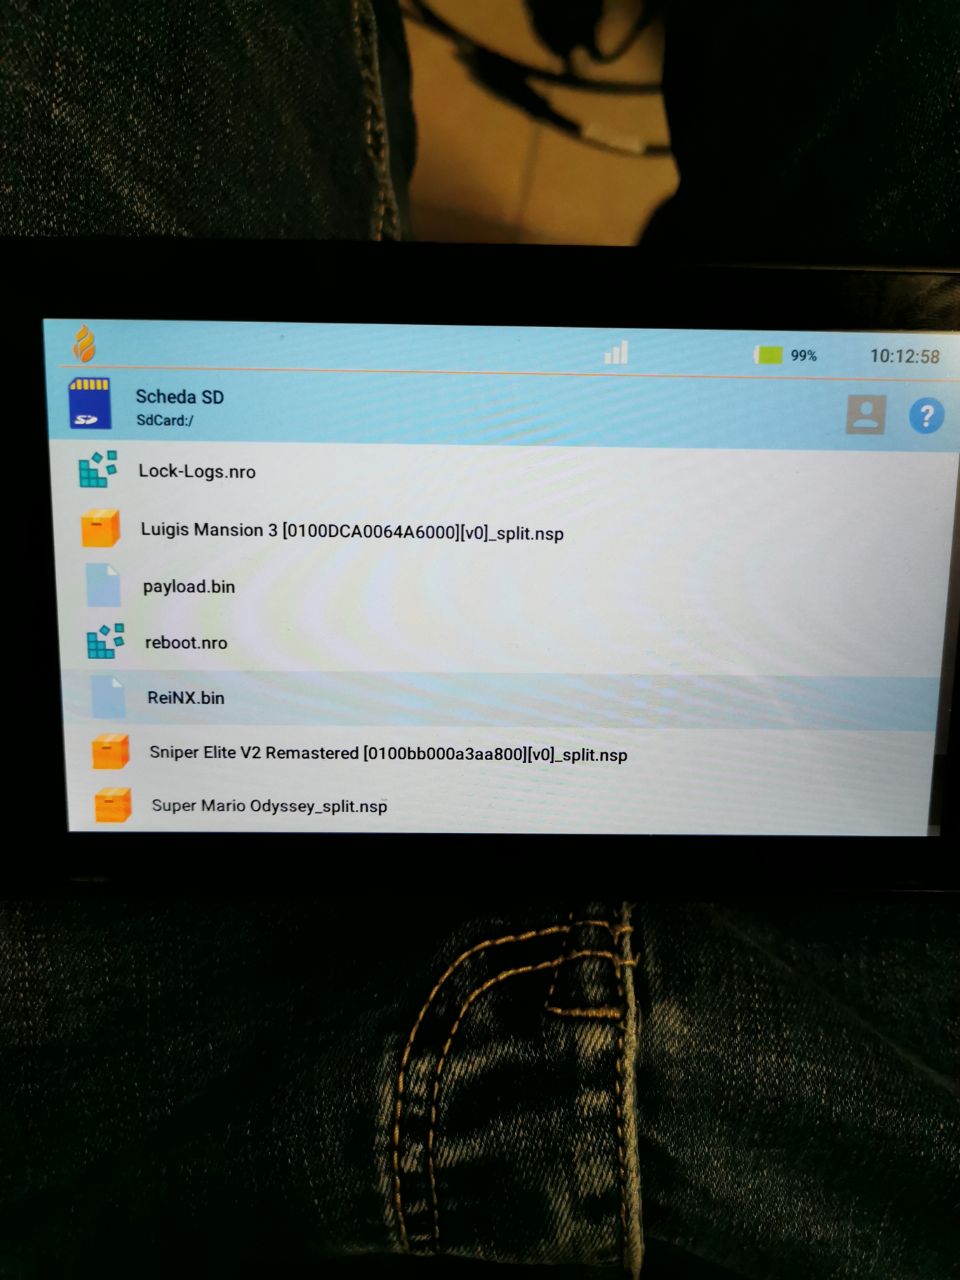 99%
10:12:58
Scheda SD
SdCard:/
SD
?
Lock-Logs.nro
Luigis Mansion 3 [0100DCA0064A6000][v0]_split.nsp
payload.bin
reboot.nro
ReiNX.bin
Sniper Elite V2 Remastered [0100bb000a3aa800][v0]_split.nsp
Super Mario Odyssey_split.nsp